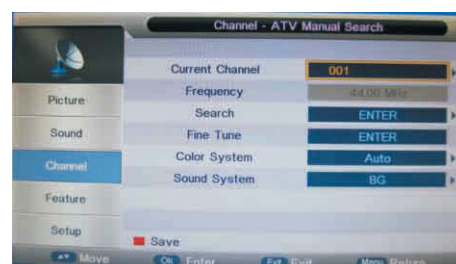 Channel - ATV Manual Search
Current Channel 001
Frequency 44.00 MHz
Picture
Search ENTER
Sound
Fine Tune ENTER
Channel
Color System Auto
Sound System BG
Feature
Setup
Save
Move Ok Enter Exit Exit Menu Return